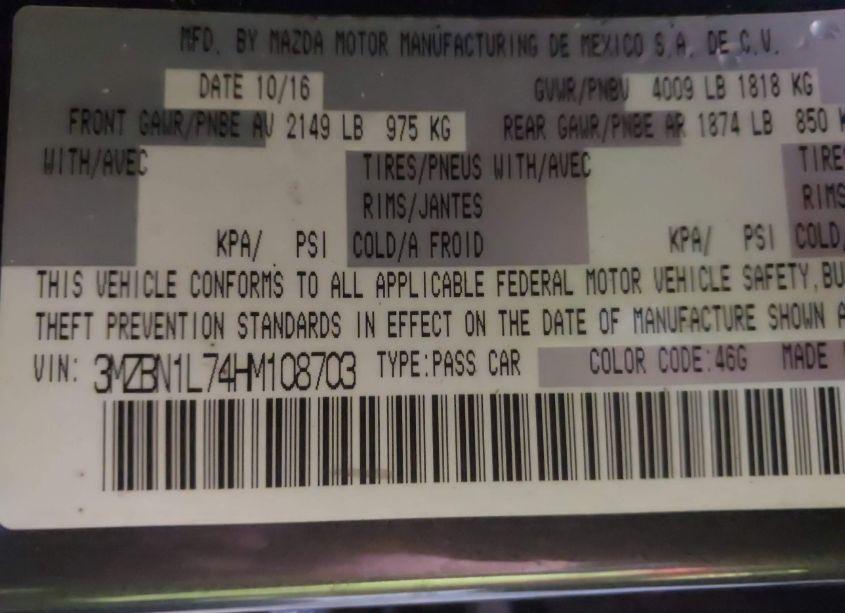 MFD. BY MAZDA MOTOR MANUFACTURING DE MEXICO S.A. DE C.V.
DATE 10/16 GVWR/PNBV 4009 LB 1818 KG
FRONT GAWR/PNBE AV 2149 LB 975 KG REAR GAWR/PNBE AR 1874 LB 850 K
WITH/AVEC TIRES/PNEUS WITH/AVEC TIRE
RIMS/JANTES RIMS
KPA/ PSI COLD/A FROID KPA/ PSI COLD/
THIS VEHICLE CONFORMS TO ALL APPLICABLE FEDERAL MOTOR VEHICLE SAFETY,BU
THEFT PREVENTION STANDARDS IN EFFECT ON THE DATE OF MANUFACTURE SHOWN A
VIN: 3MZBN1L74HM108703 TYPE:PASS CAR COLOR CODE:46G MADE